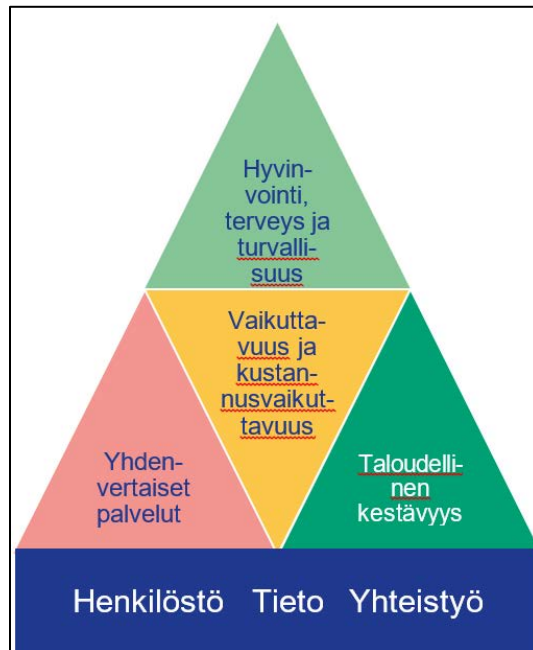 Hyvin-
vointi,
terveys ja
turvalli-
suus
Vaikutta-
vuus ja
kustan-
nusvaikut-
tavuus
Yhden-
vertaiset
palvelut
Taloudelli-
nen
kestävyys
Henkilöstö Tieto Yhteistyö